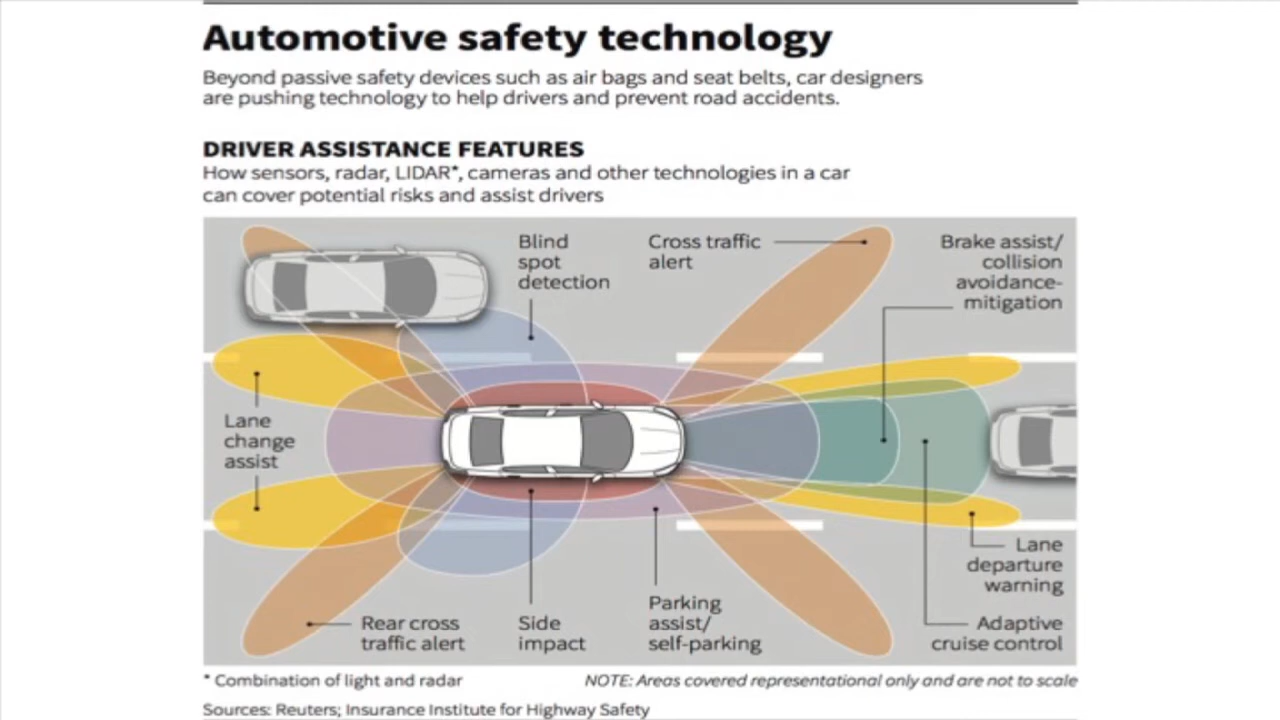 Automotive safety technology
Beyond passive safety devices such as air bags and seat belts, car designers
are pushing technology to help drivers and prevent road accidents.
DRIVER ASSISTANCE FEATURES
How sensors, radar, LIDAR*, cameras and other technologies in a car
can cover potential risks and assist drivers
Blind
spot
detection
Cross traffic
alert
Brake assist/
collision
avoidance-
mitigation
Lane
change
assist
Lane
departure
warning
Rear cross
traffic alert
Side
impact
Parking
assist/
self-parking
Adaptive
cruise control
* Combination of light and radar
NOTE: Areas covered representational only and are not to scale
Sources: Reuters; Insurance Institute for Highway Safety